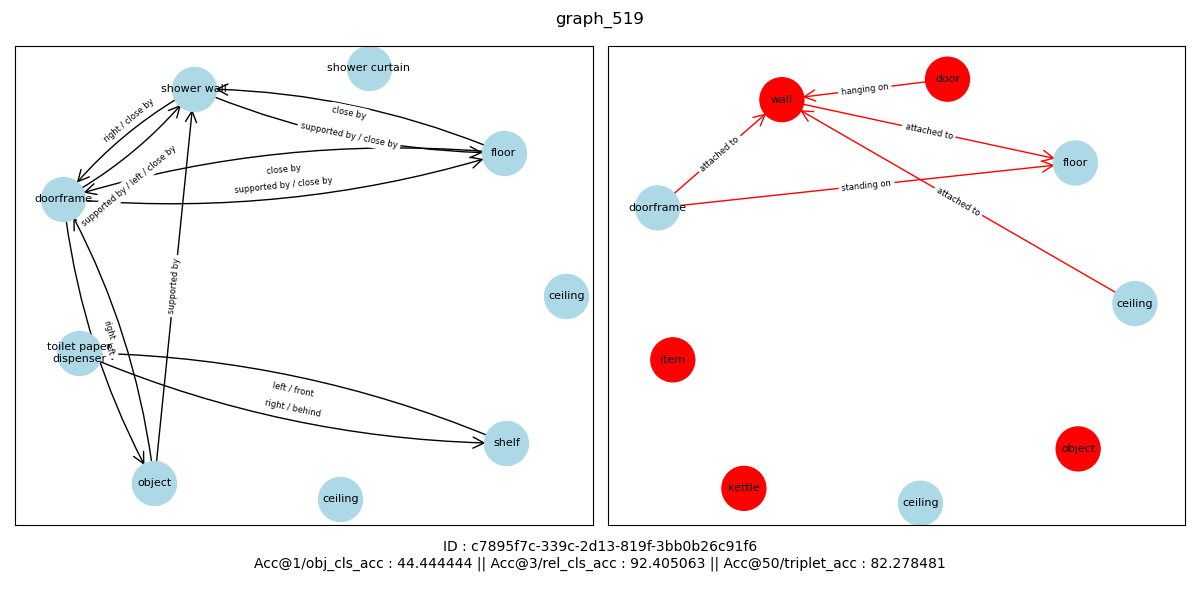 graph_519
shower curtain
shower wall
right / close by
close by
supported by / close by
floor
supported by / left / close by
close by
supported by / close by
doorframe
supported by
ceiling
right
toilet paper
dispenser
left / front
right / behind
shelf
object
ceiling
door
wall
hanging on
attached to
attached to
floor
standing on
attached to
doorframe
ceiling
item
object
kettle
ceiling
ID : c7895f7c-339c-2d13-819f-3bb0b26c91f6
Acc@1/obj_cls_acc : 44.444444 || Acc@3/rel_cls_acc : 92.405063 || Acc@50/triplet_acc : 82.278481